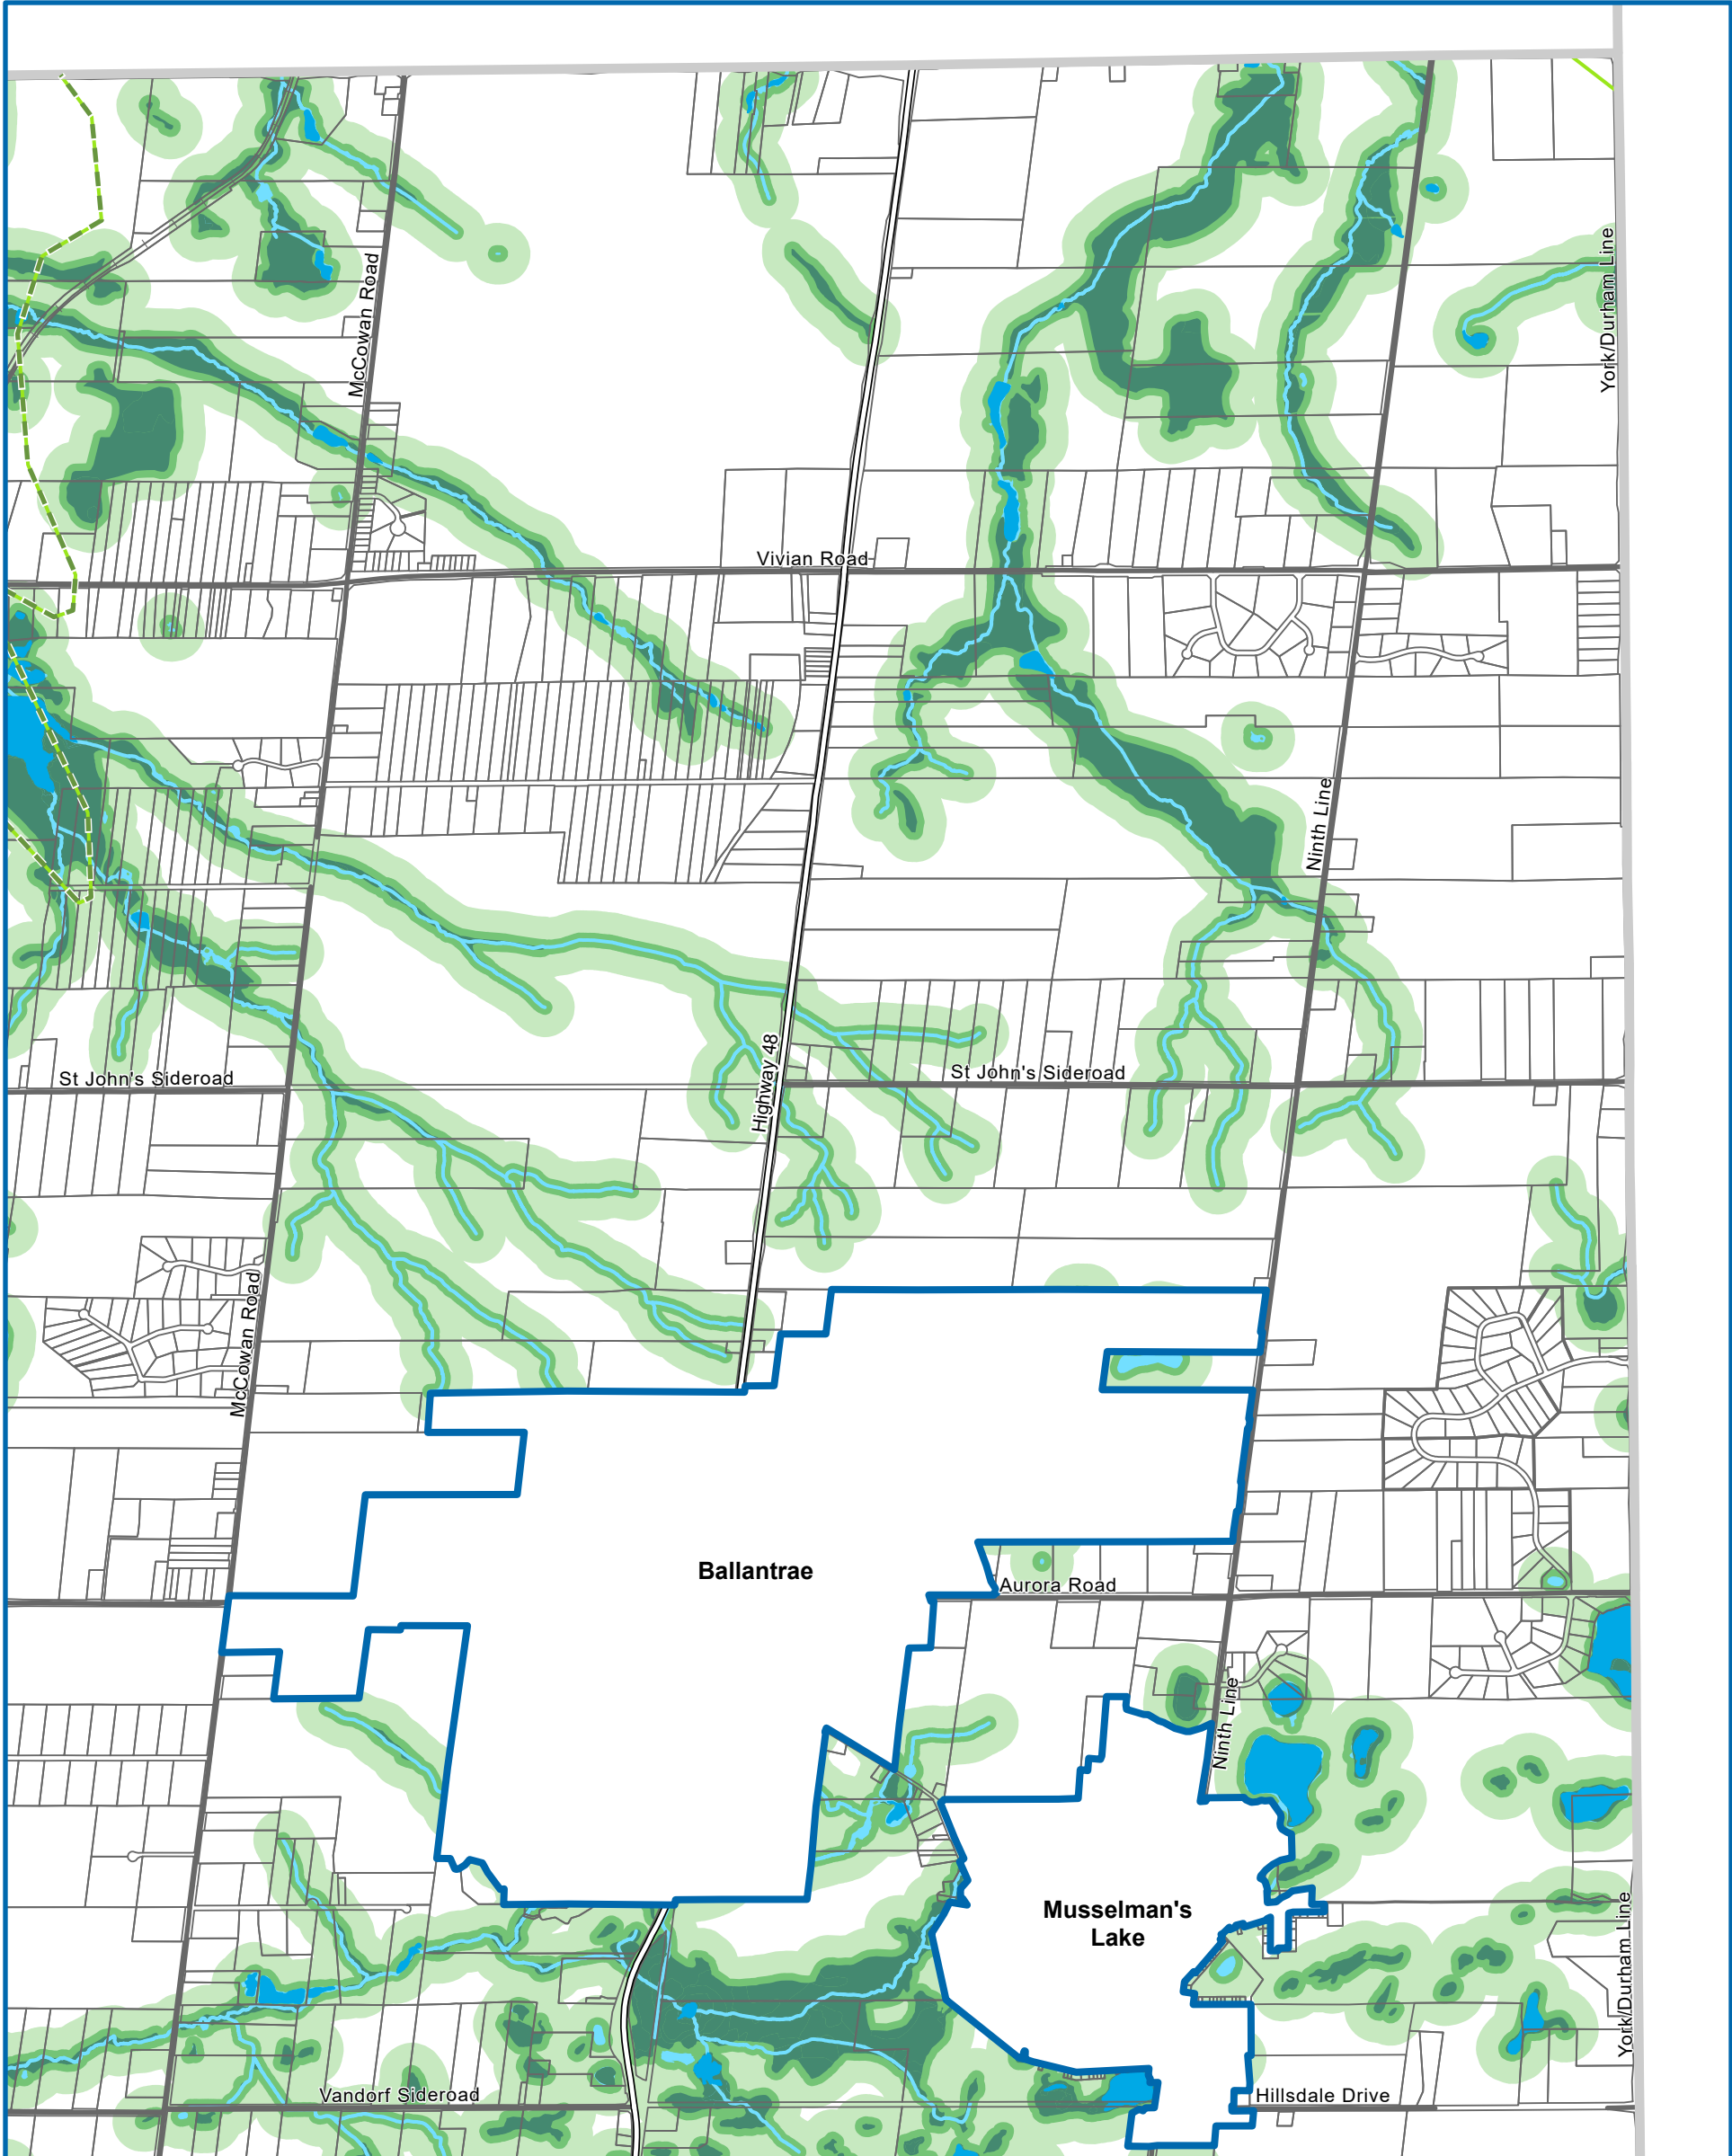 York/Durham Line
McCowan Road
Vivian Road
Ninth Line
Highway 48
St John's Sideroad
St John's Sideroad
McCowan Road
Ballantrae
Aurora Road
Ninth Line
Musselman's
Lake
York/Durham Line
Vandorf Sideroad
Hillsdale Drive